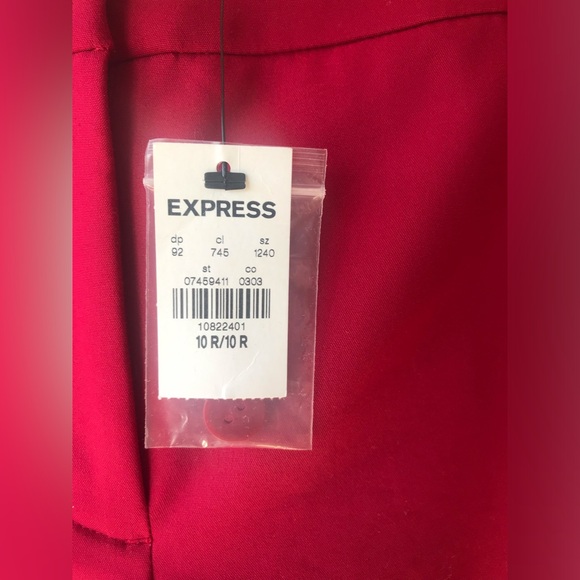 EXPRESS
dp cl sz
92 745 1240
st co
07459411 0303
10822401
10 R/10 R